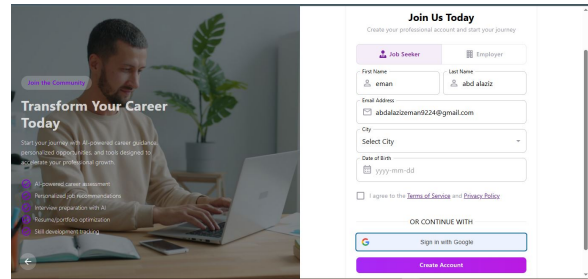 Join the Community
Transform Your Career
Today
Start your journey with AI-powered career guidance,
personalized opportunities, and tools designed to
accelerate your professional growth.
AI-powered career assessment
Personalized job recommendations
Interview preparation with AI
Resume/portfolio optimization
Skill development tracking
Join Us Today
Create your professional account and start your journey
Job Seeker
Employer
First Name
eman
Last Name
abd alaziz
Email Address
abdalazizeman9224@gmail.com
City
Select City
Date of Birth
yyyy-mm-dd
I agree to the Terms of Service and Privacy Policy
OR CONTINUE WITH
Sign in with Google
Create Account